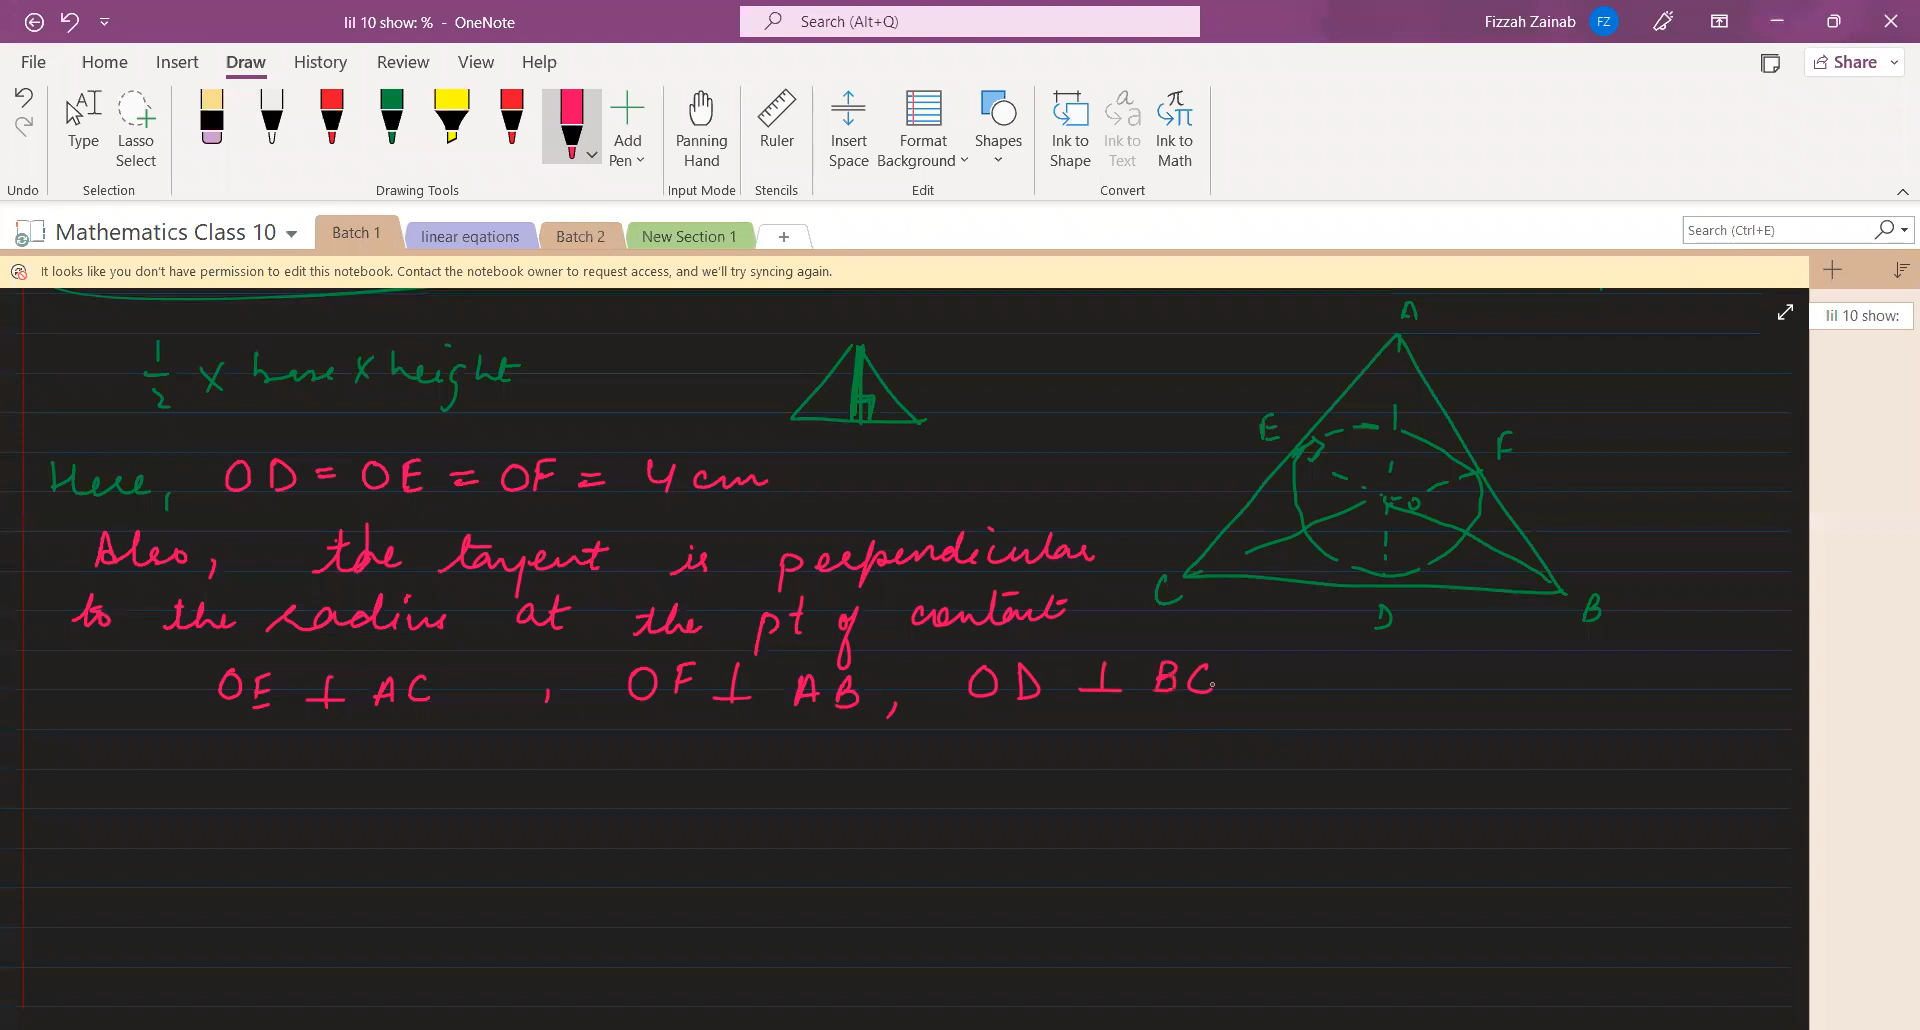 lil 10 show: % - OneNote
Search (Alt+Q)
Fizzah Zainab FZ
File Home Insert Draw History Review View Help
Share
Type
Lasso Select
Add Pen
Panning Hand
Ruler
Insert Space
Format Background
Shapes
Ink to Shape
Ink to Text
Ink to Math
Undo Selection Drawing Tools Input Mode Stencils Edit Convert
Mathematics Class 10 Batch 1 linear eqations Batch 2 New Section 1 +
Search (Ctrl+E)
It looks like you don't have permission to edit this notebook. Contact the notebook owner to request access, and we'll try syncing again.
lil 10 show:
A
1/2 x base x height
h
E
F
O
C
D
B
Here, OD = OE = OF = 4 cm
Also, the tangent is perpendicular
to the radius at the pt of contact
OE ⊥ AC , OF ⊥ AB, OD ⊥ BC